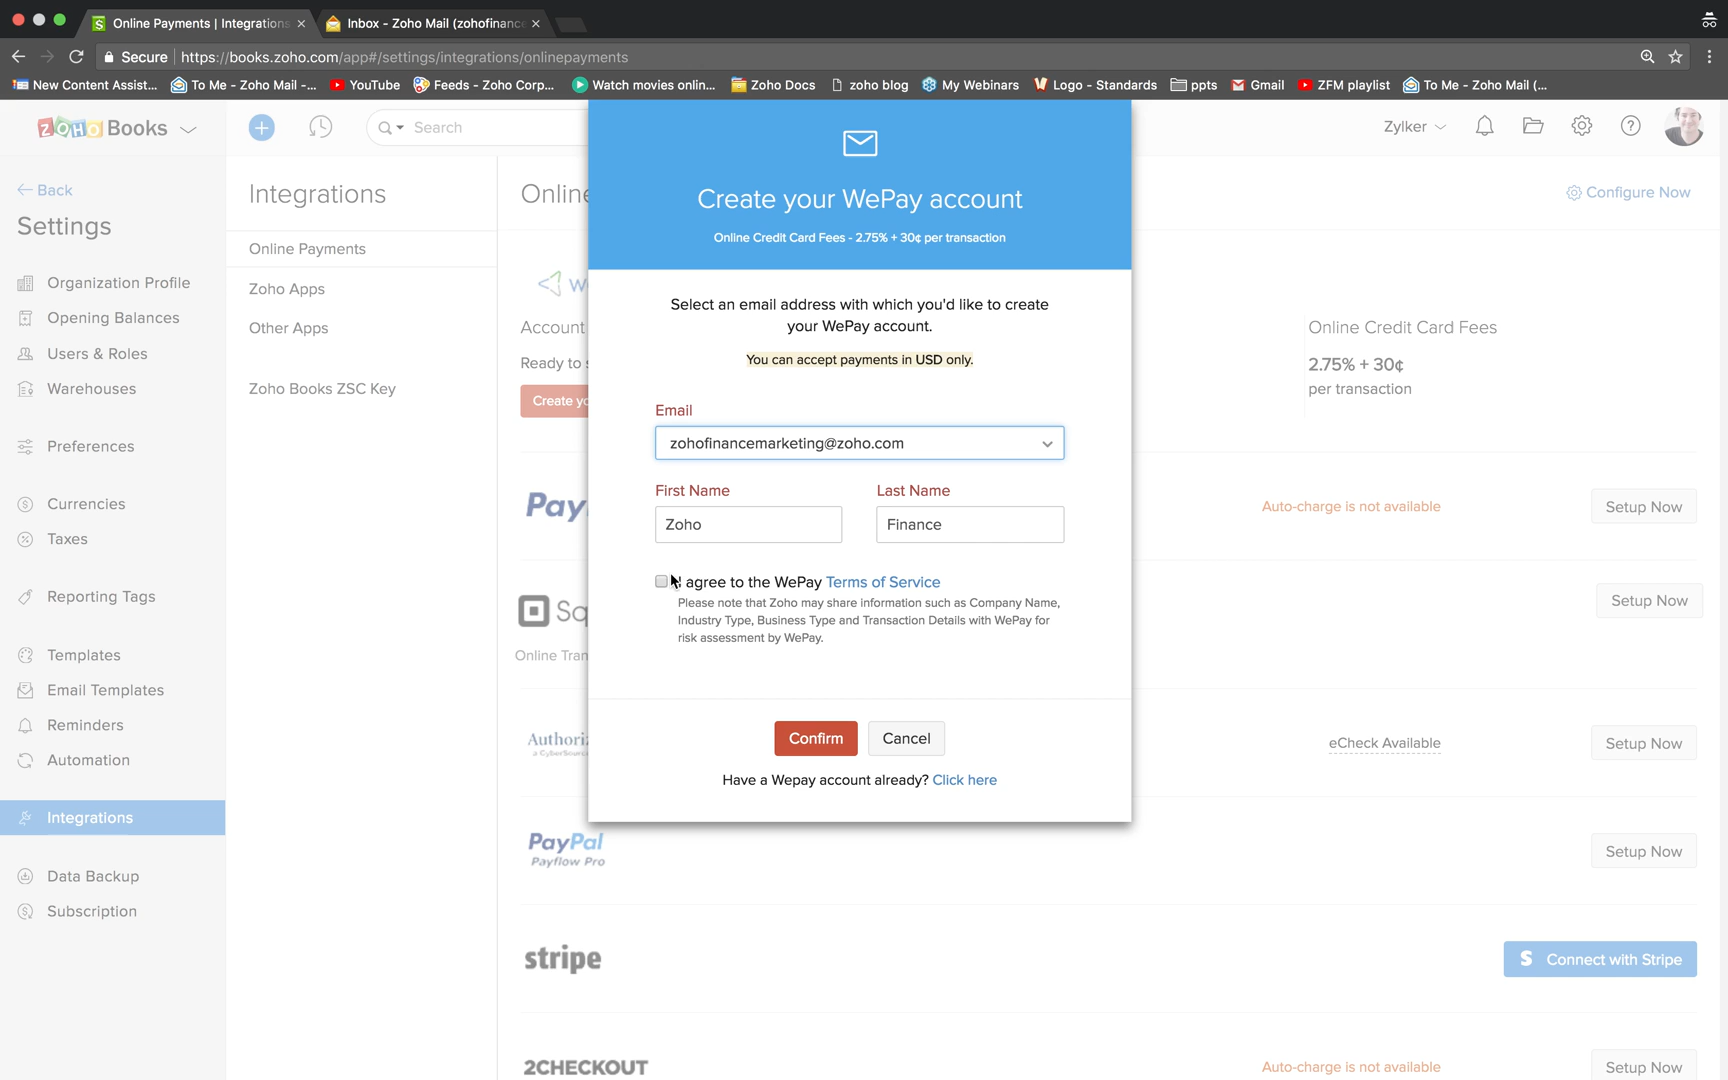 Online Payments | Integrations
Inbox - Zoho Mail (zohofinance
Secure
https://books.zoho.com/app#/settings/integrations/onlinepayments
New Content Assist...
To Me - Zoho Mail -...
YouTube
Feeds - Zoho Corp...
Watch movies onlin...
Zoho Docs
zoho blog
My Webinars
Logo - Standards
ppts
Gmail
ZFM playlist
To Me - Zoho Mail (...
ZOHO Books
Search
Zylker
Back
Settings
Organization Profile
Opening Balances
Users & Roles
Warehouses
Preferences
Currencies
Taxes
Reporting Tags
Templates
Email Templates
Reminders
Automation
Integrations
Data Backup
Subscription
Integrations
Online Payments
Zoho Apps
Other Apps
Zoho Books ZSC Key
Online
Configure Now
We
Account
Ready to s
Create yo
Online Credit Card Fees
2.75% + 30¢
per transaction
Pay
Auto-charge is not available
Setup Now
Sq
Online Tran
Setup Now
Authoriz
a CyberSource
eCheck Available
Setup Now
PayPal
Payflow Pro
Setup Now
stripe
S Connect with Stripe
2CHECKOUT
Auto-charge is not available
Setup Now
Create your WePay account
Online Credit Card Fees - 2.75% + 30¢ per transaction
Select an email address with which you'd like to create
your WePay account.
You can accept payments in USD only.
Email
zohofinancemarketing@zoho.com
First Name
Last Name
Zoho
Finance
I agree to the WePay Terms of Service
Please note that Zoho may share information such as Company Name,
Industry Type, Business Type and Transaction Details with WePay for
risk assessment by WePay.
Confirm
Cancel
Have a Wepay account already? Click here